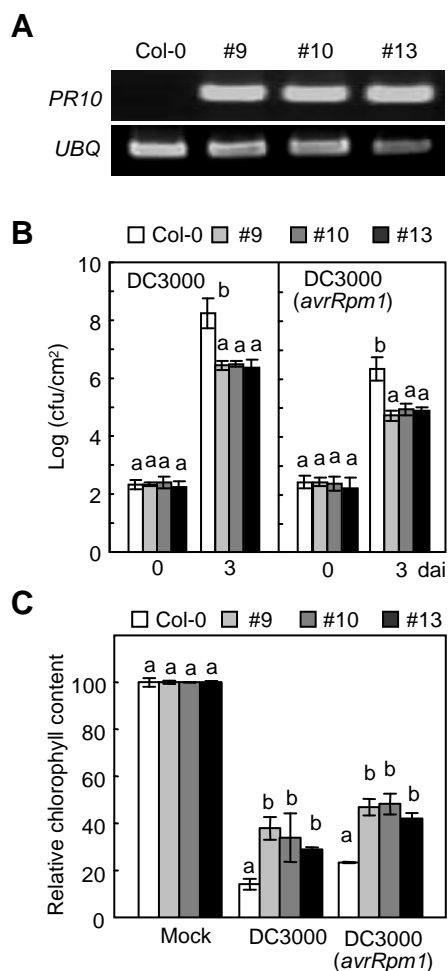 A
Col-0 #9 #10 #13
PR10
UBQ
B
Col-0 #9 #10 #13
DC3000 DC3000
(avrRpm1)
Log (cfu/cm²)
10
8
6
4
2
0
a a a a b a a a a a a a b a a a
0 3 0 3 dai
C
Col-0 #9 #10 #13
Relative chlorophyll content
100
80
60
40
20
0
a a a a a b b b a b b b
Mock DC3000 DC3000
(avrRpm1)